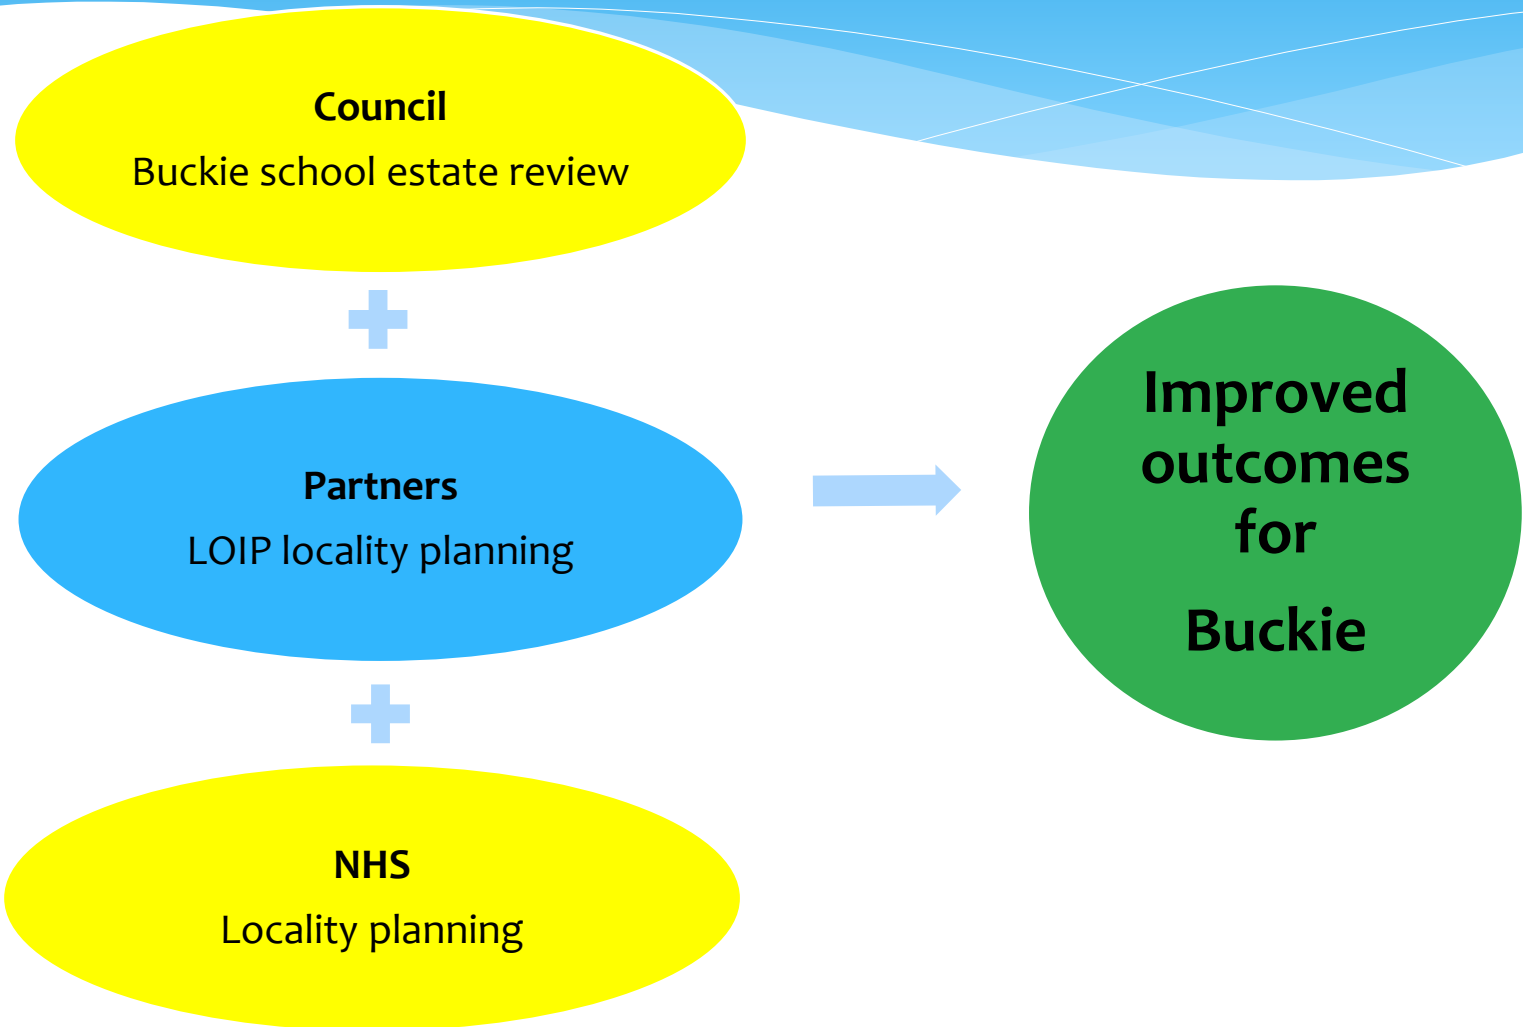 Council
Buckie school estate review
Partners
LOIP locality planning
NHS
Locality planning
Improved
outcomes
for
Buckie